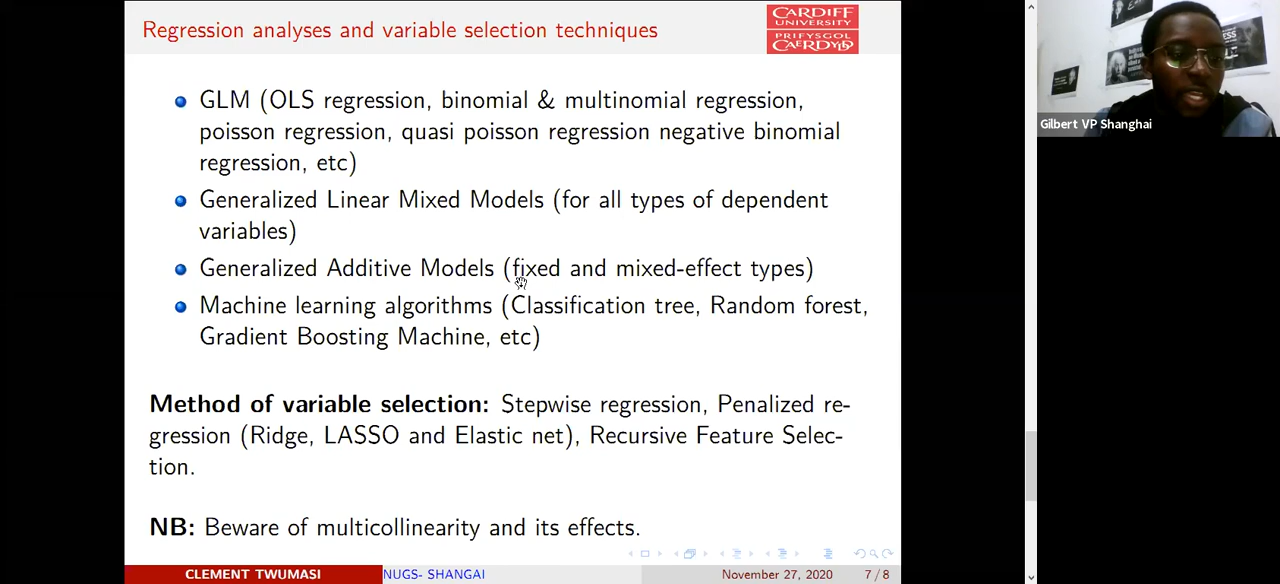 Regression analyses and variable selection techniques
CARDIFF
UNIVERSITY
PRIFYSGOL
CAERDYDD
GLM (OLS regression, binomial & multinomial regression,
poisson regression, quasi poisson regression negative binomial
regression, etc)
Generalized Linear Mixed Models (for all types of dependent
variables)
Generalized Additive Models (fixed and mixed-effect types)
Machine learning algorithms (Classification tree, Random forest,
Gradient Boosting Machine, etc)
Method of variable selection: Stepwise regression, Penalized re-
gression (Ridge, LASSO and Elastic net), Recursive Feature Selec-
tion.
NB: Beware of multicollinearity and its effects.
CLEMENT TWUMASI
NUGS- SHANGAI
November 27, 2020
7 / 8
Gilbert VP Shanghai